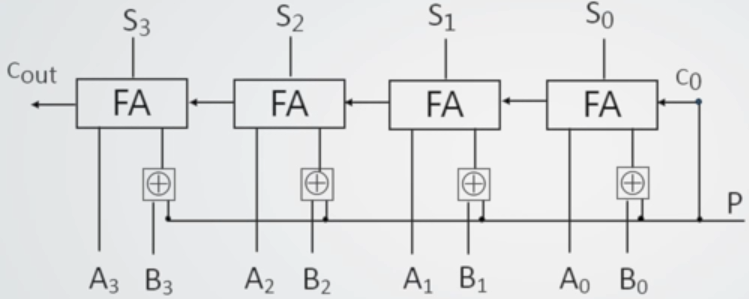 S₃ S₂ S₁ S₀
Cout C₀
FA FA FA FA
P
A₃ B₃ A₂ B₂ A₁ B₁ A₀ B₀